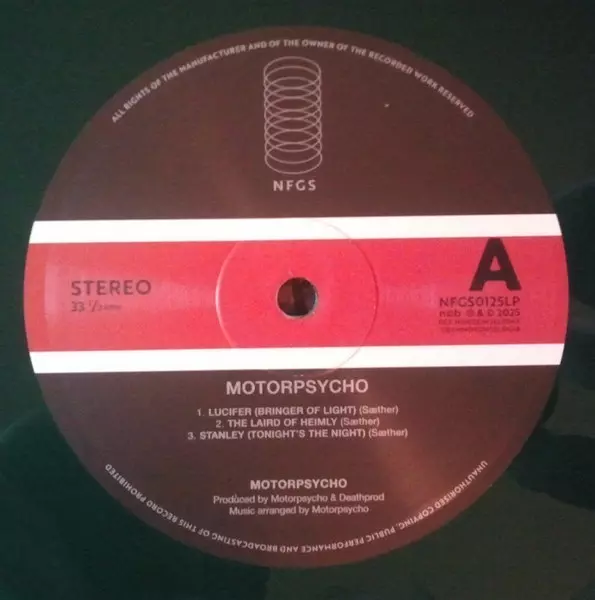 ALL RIGHTS OF THE MANUFACTURER AND OF THE OWNER OF THE RECORDED WORK RESERVED
NFGS
STEREO
33 1/3
A
NFGS0125LP
ncb ℗ & © 2025
MOTORPSYCHO
1. LUCIFER (BRINGER OF LIGHT) (Sæther)
2. THE LAIRD OF HEIMLY (Sæther)
3. STANLEY (TONIGHT'S THE NIGHT) (Sæther)
MOTORPSYCHO
Produced by Motorpsycho & Deathprod
Music arranged by Motorpsycho
UNAUTHORISED COPYING, PUBLIC PERFORMANCE AND BROADCASTING OF THIS RECORD PROHIBITED